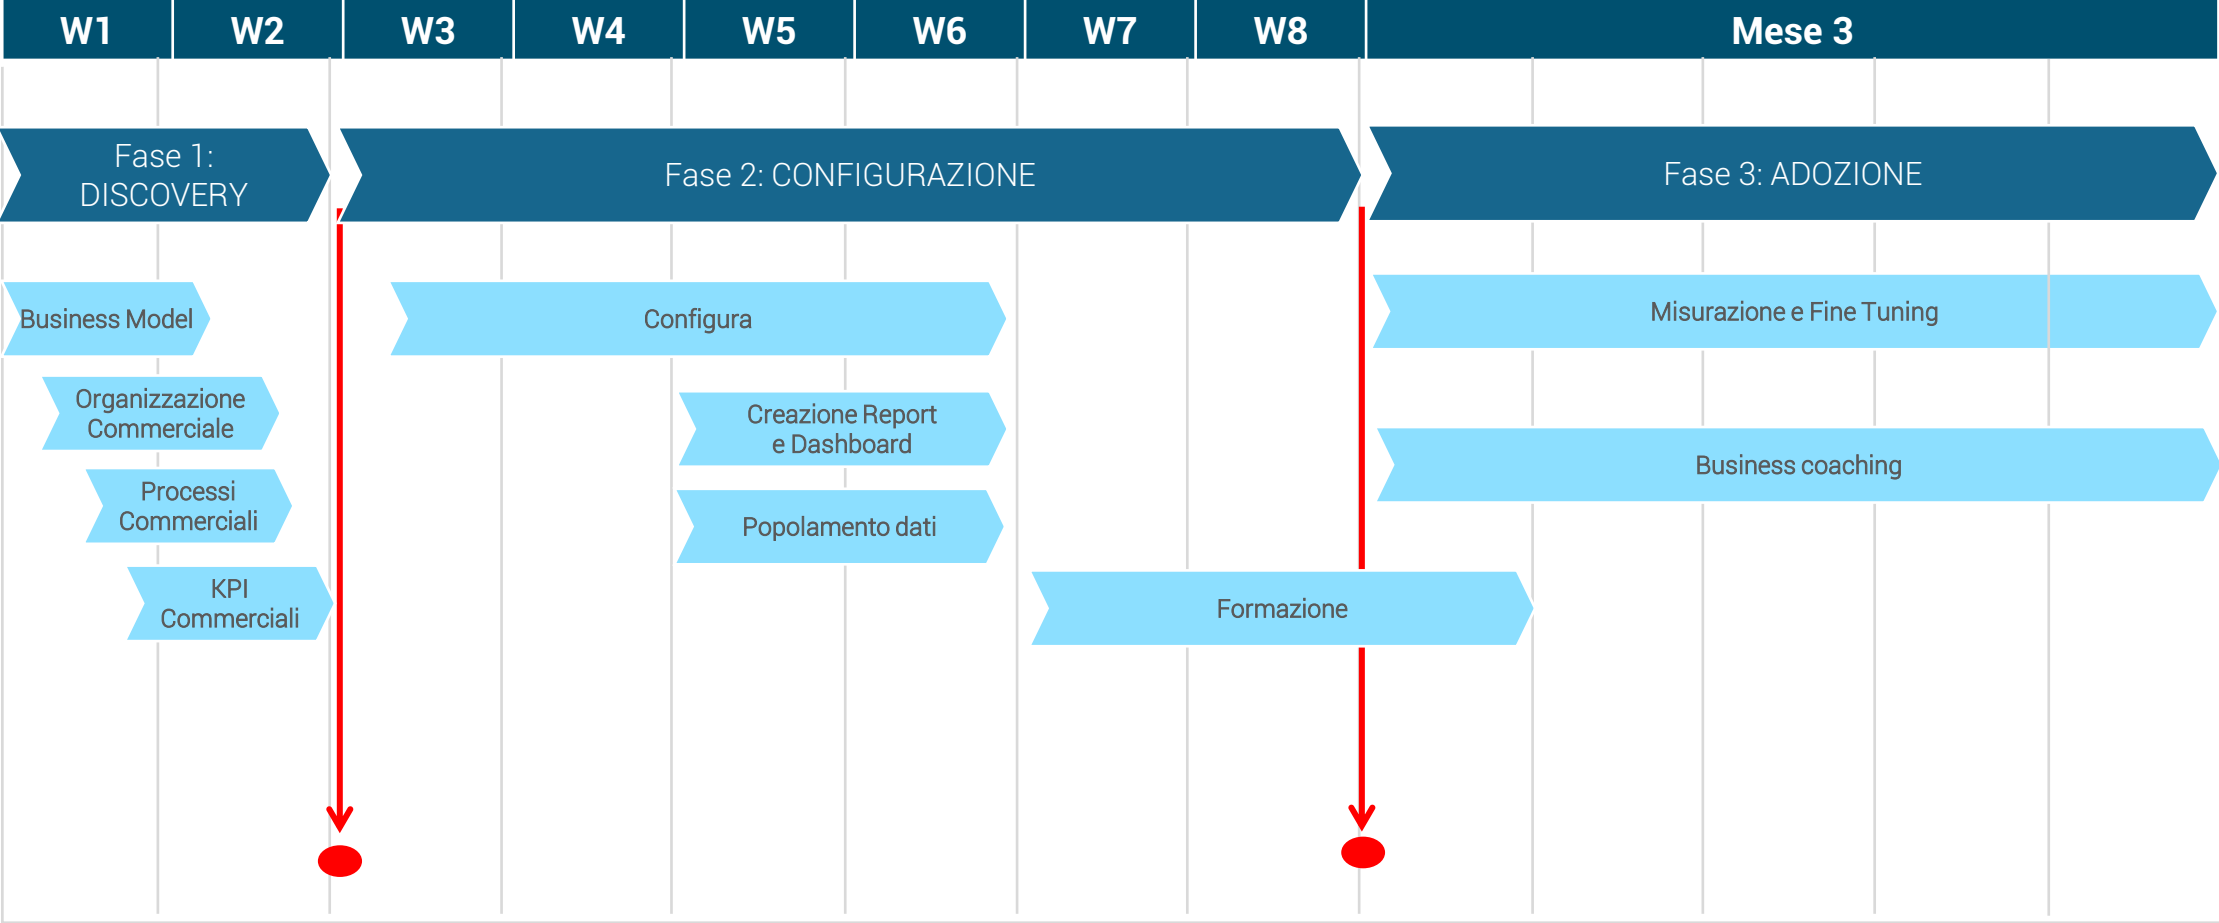 W1 W2 W3 W4 W5 W6 W7 W8 Mese 3
Fase 1:
DISCOVERY
Fase 2: CONFIGURAZIONE
Fase 3: ADOZIONE
Business Model
Configura
Misurazione e Fine Tuning
Organizzazione
Commerciale
Creazione Report
e Dashboard
Business coaching
Processi
Commerciali
Popolamento dati
KPI
Commerciali
Formazione